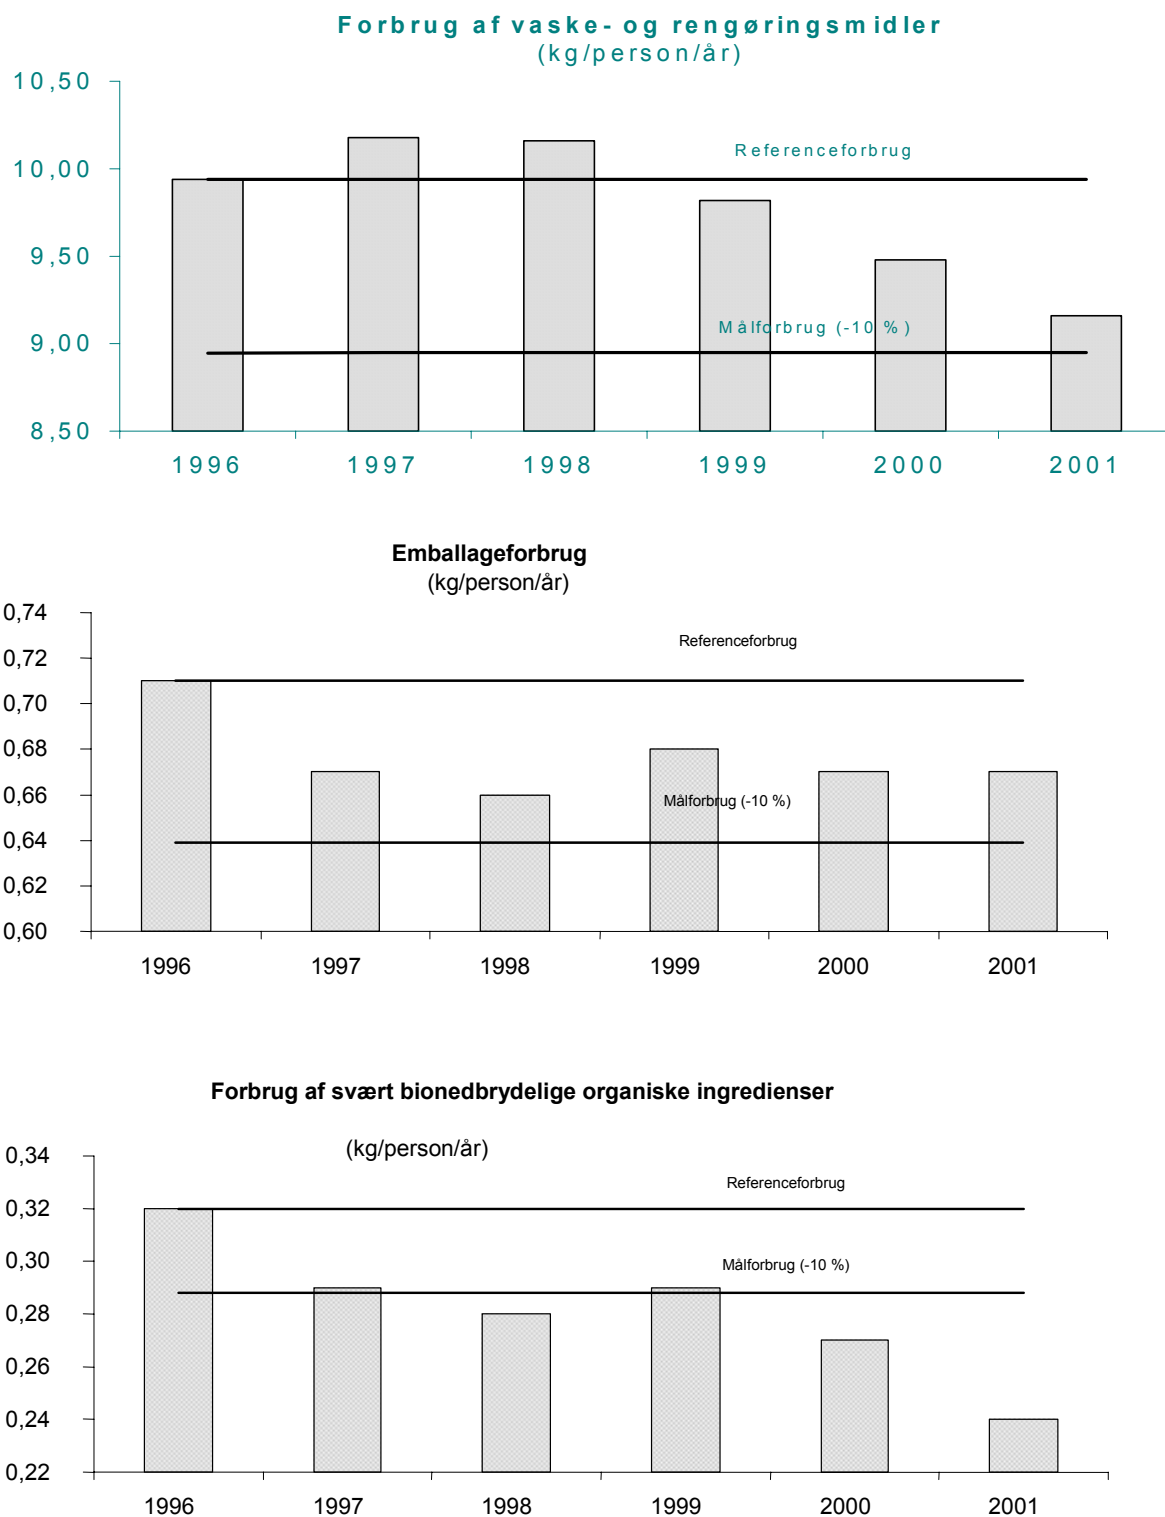 Forbrug af vaske- og rengøringsmidler
(kg/person/år)
10,50
10,00
9,50
9,00
8,50
Referenceforbrug
Målforbrug (-10 %)
1996 1997 1998 1999 2000 2001
Emballageforbrug
(kg/person/år)
0,74
0,72
0,70
0,68
0,66
0,64
0,62
0,60
Referenceforbrug
Målforbrug (-10 %)
1996 1997 1998 1999 2000 2001
Forbrug af svært bionedbrydelige organiske ingredienser
(kg/person/år)
0,34
0,32
0,30
0,28
0,26
0,24
0,22
Referenceforbrug
Målforbrug (-10 %)
1996 1997 1998 1999 2000 2001